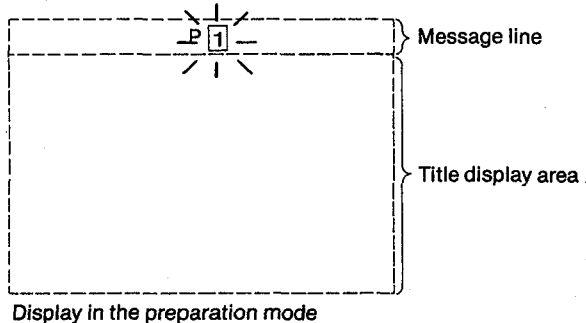 P 1
Message line
Title display area
Display in the preparation mode